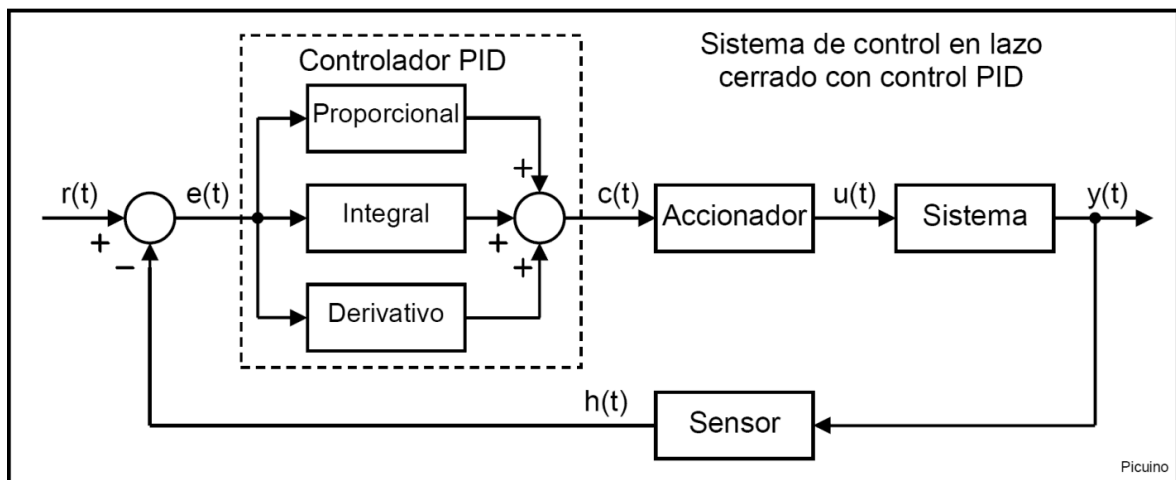 Sistema de control en lazo
cerrado con control PID
Controlador PID
Proporcional
Integral
Derivativo
r(t)
+
−
e(t)
+
+
+
c(t)
Accionador
u(t)
Sistema
y(t)
h(t)
Sensor
Picuino